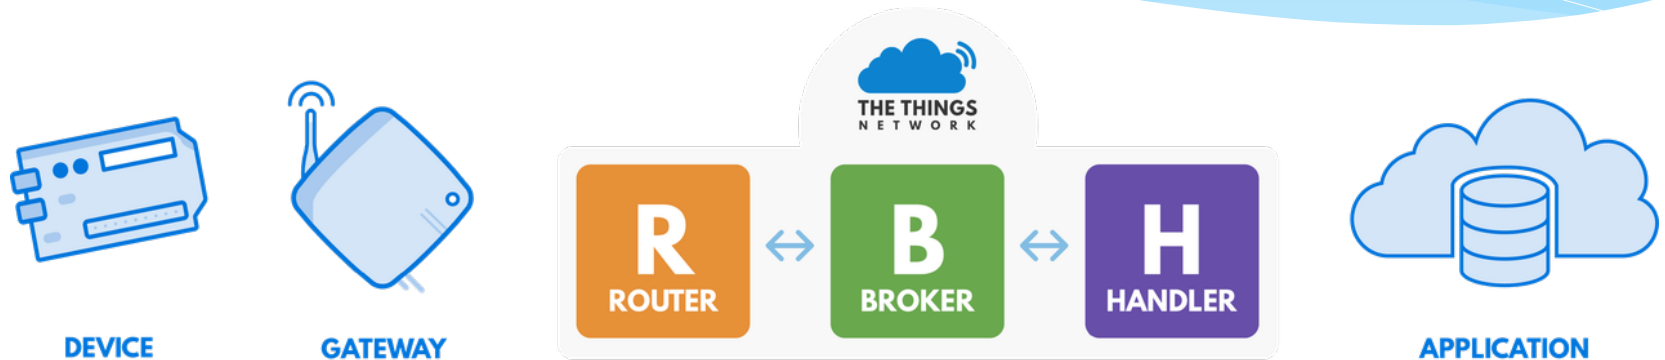 THE THINGS
NETWORK
R
ROUTER
B
BROKER
H
HANDLER
DEVICE
GATEWAY
APPLICATION